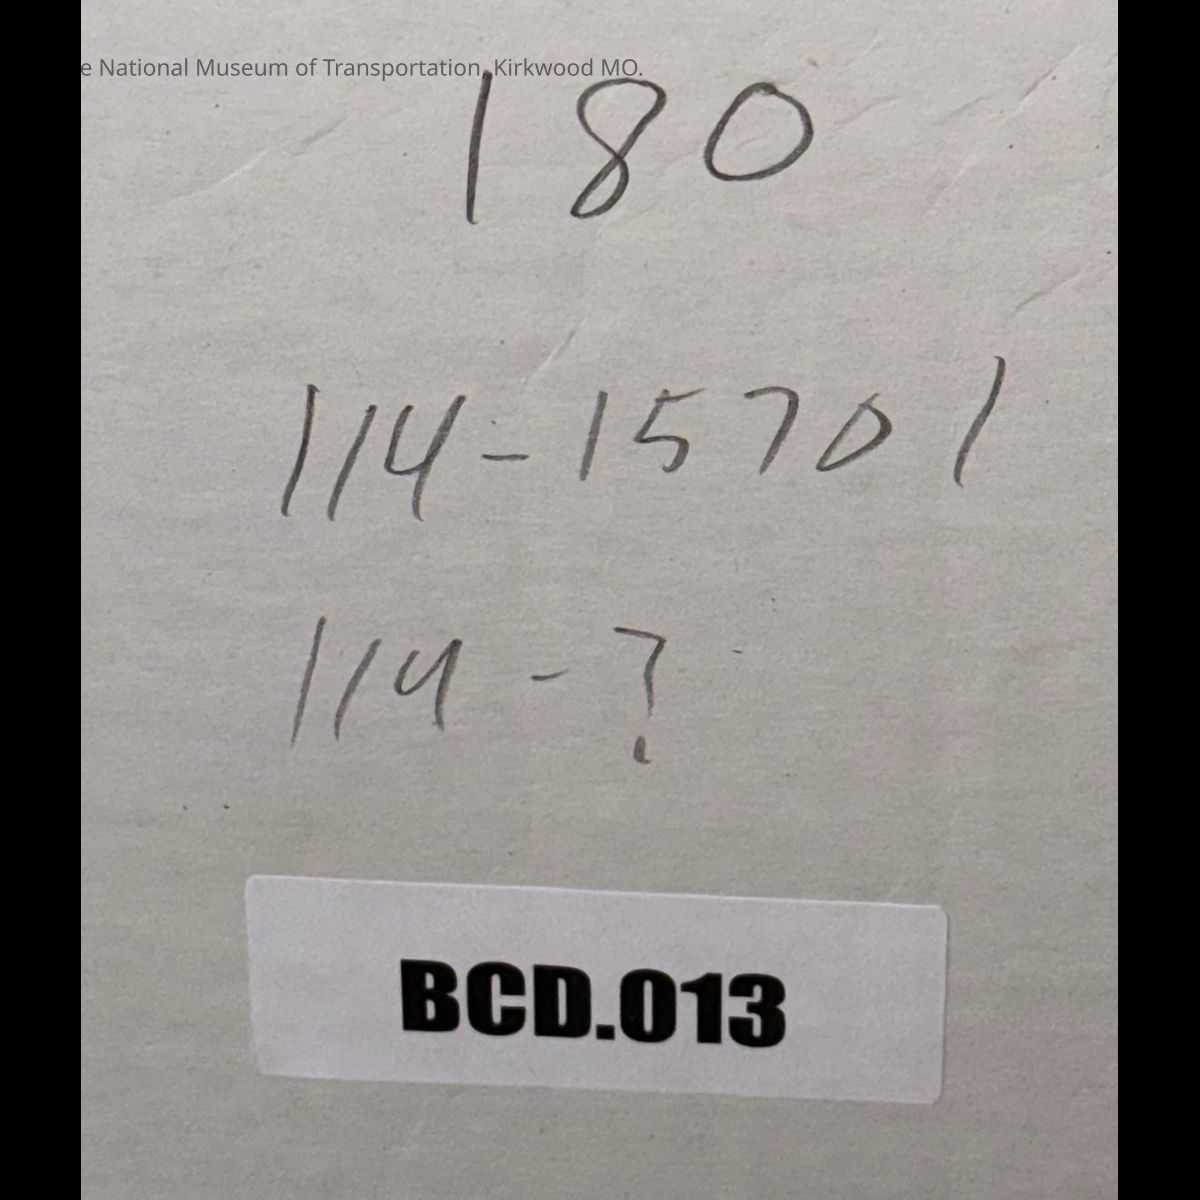 e National Museum of Transportation, Kirkwood MO.
180
114-15701
114-?
BCD.013